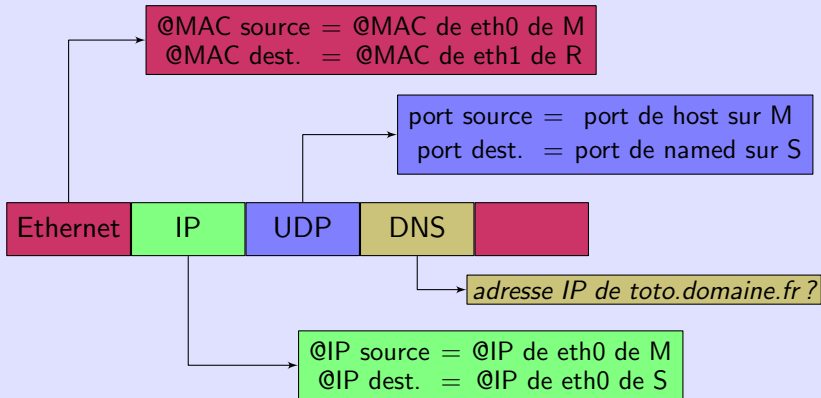 @MAC source = @MAC de eth0 de M
@MAC dest. = @MAC de eth1 de R
port source = port de host sur M
port dest. = port de named sur S
Ethernet IP UDP DNS
adresse IP de toto.domaine.fr ?
@IP source = @IP de eth0 de M
@IP dest. = @IP de eth0 de S